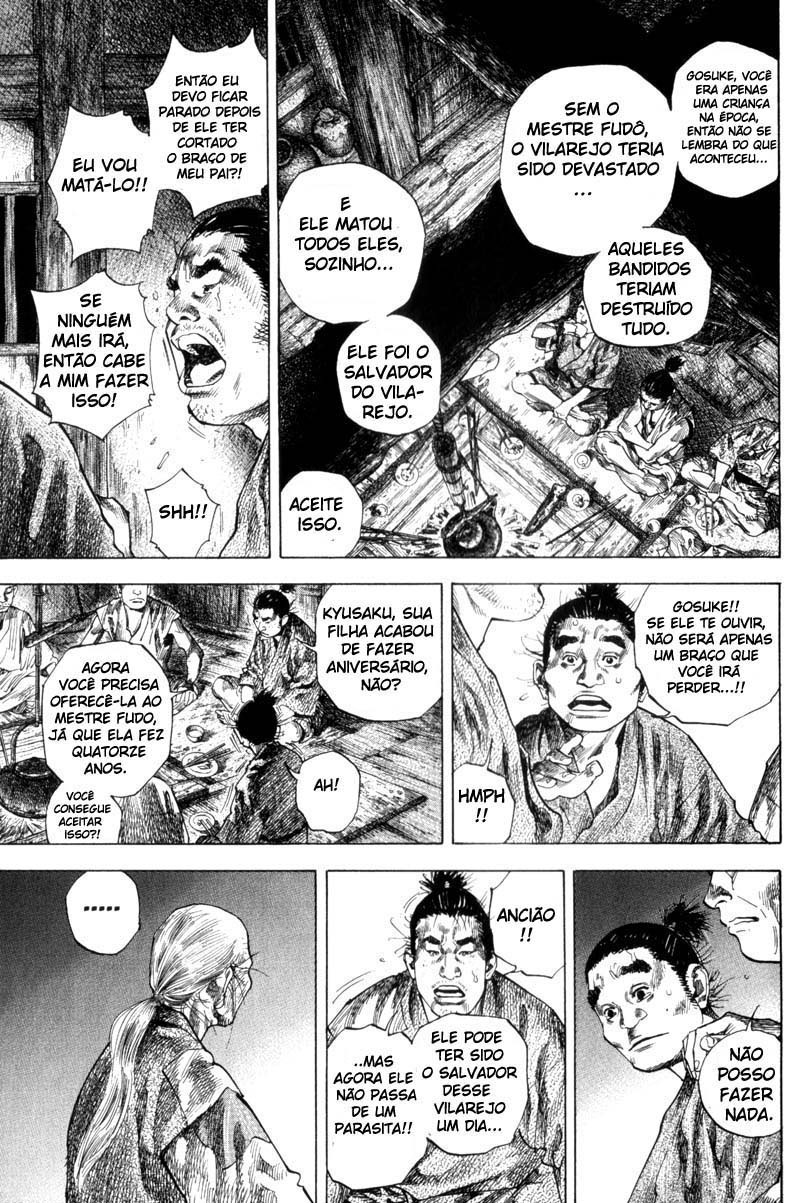 GOSUKE, VOCÊ
ERA APENAS
UMA CRIANÇA
NA ÉPOCA,
ENTÃO NÃO SE
LEMBRA DO QUE
ACONTECEU...
SEM O
MESTRE FUDÔ,
O VILAREJO TERIA
SIDO DEVASTADO
...
AQUELES
BANDIDOS
TERIAM
DESTRUÍDO
TUDO.
E
ELE MATOU
TODOS ELES,
SOZINHO...
ELE FOI O
SALVADOR
DO VILA-
REJO.
ACEITE
ISSO.
ENTÃO EU
DEVO FICAR
PARADO DEPOIS
DE ELE TER
CORTADO
O BRAÇO DE
MEU PAI?!
EU VOU
MATÁ-LO!!
SE
NINGUÉM
MAIS IRÁ,
ENTÃO CABE
A MIM FAZER
ISSO!
SHH!!
GOSUKE!!
SE ELE TE OUVIR,
NÃO SERÁ APENAS
UM BRAÇO QUE
VOCÊ IRÁ
PERDER...!!
HMPH
!!
KYUSAKU, SUA
FILHA ACABOU
DE FAZER
ANIVERSÁRIO,
NÃO?
AH!
AGORA
VOCÊ PRECISA
OFERECÊ-LA AO
MESTRE FUDO,
JÁ QUE ELA FEZ
QUATORZE
ANOS.
VOCÊ
CONSEGUE
ACEITAR
ISSO?!
NÃO
POSSO
FAZER
NADA.
ANCIÃO
!!
ELE PODE
TER SIDO
O SALVADOR
DESSE
VILAREJO
UM DIA...
..MAS
AGORA ELE
NÃO PASSA
DE UM
PARASITA!!
.....